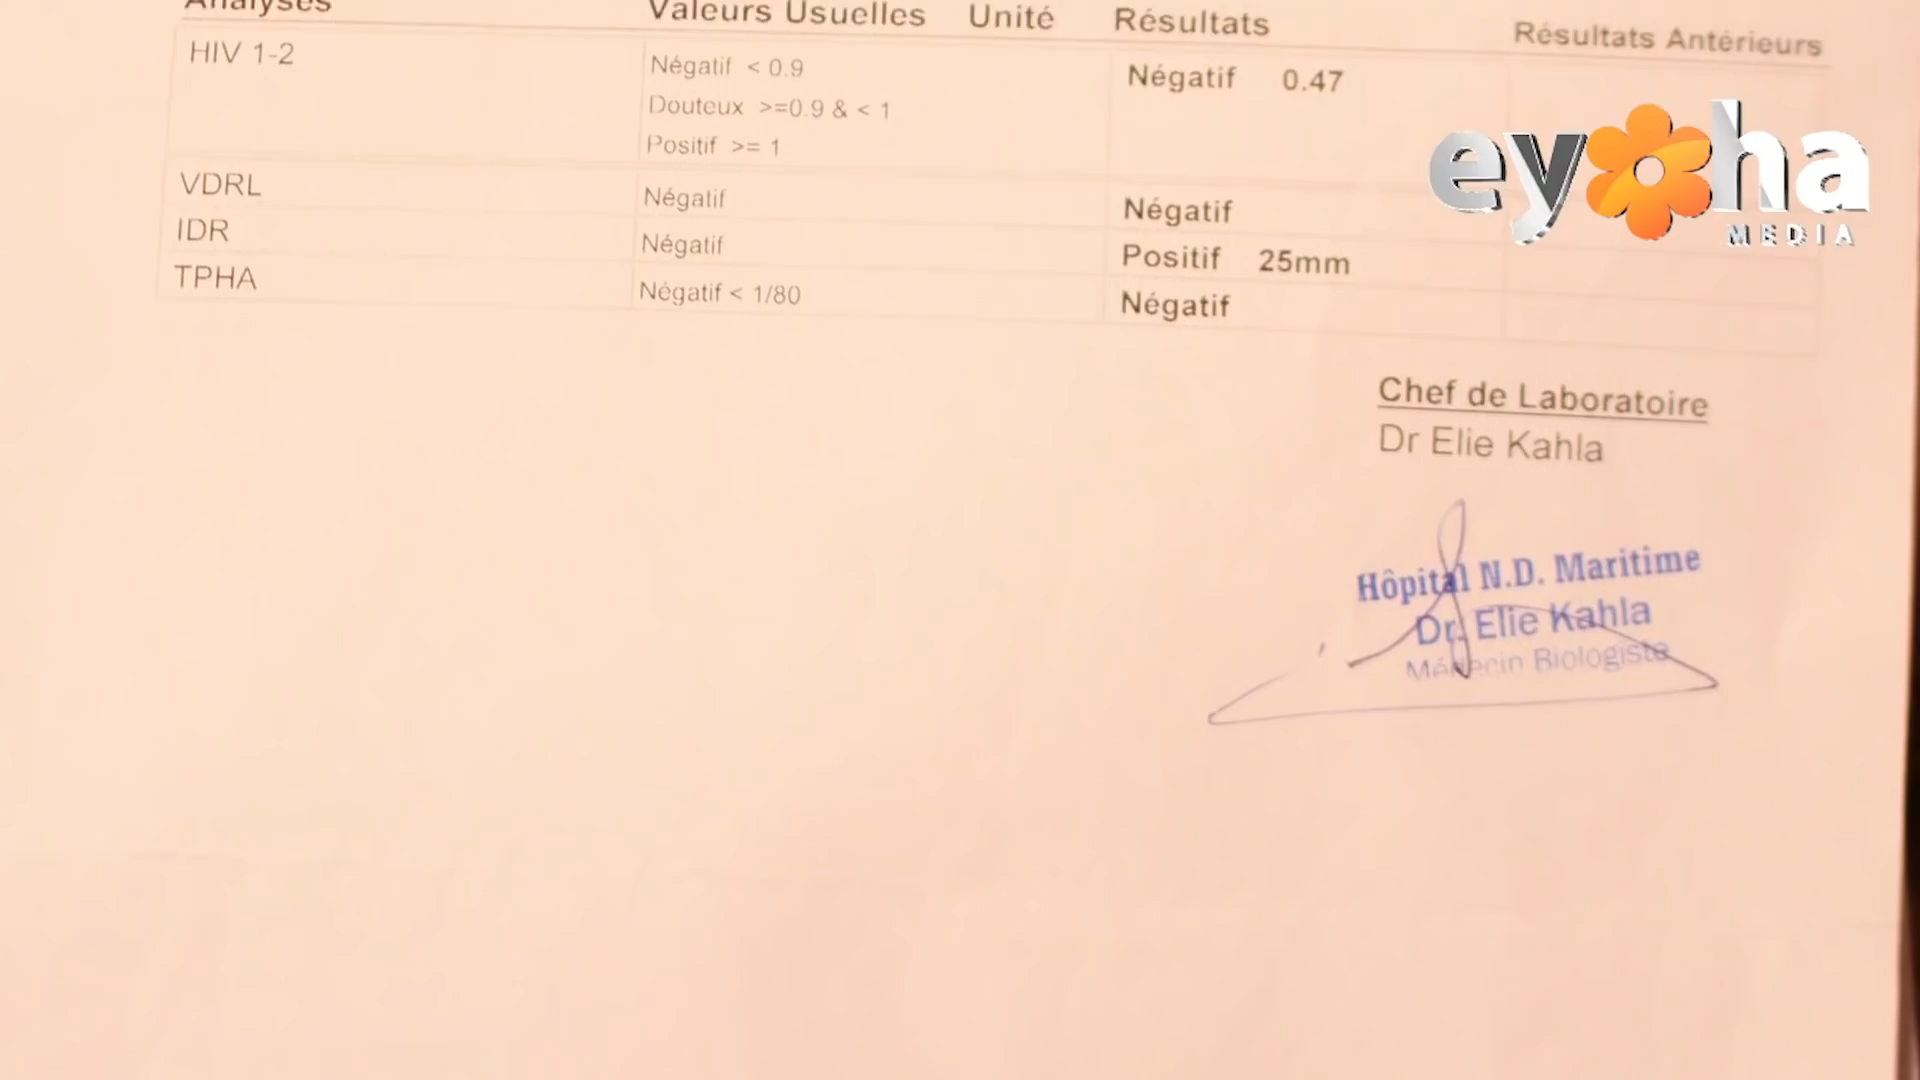 Analyses Valeurs Usuelles Unité Résultats Résultats Antérieurs
HIV 1-2 Négatif < 0.9 Négatif 0.47
Douteux >=0.9 & < 1
Positif >= 1
VDRL Négatif Négatif
IDR Négatif Positif 25mm
TPHA Négatif < 1/80 Négatif
eyoha
MEDIA
Chef de Laboratoire
Dr Elie Kahla
Hôpital N.D. Maritime
Dr. Elie Kahla
Médecin Biologiste